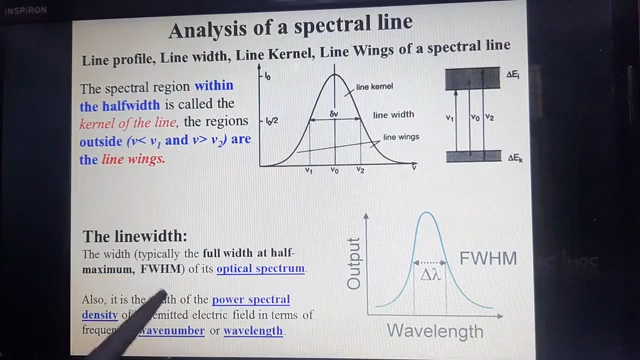 INSPIRON
Analysis of a spectral line
Line profile, Line width, Line Kernel, Line Wings of a spectral line
The spectral region within
the halfwidth is called the
kernel of the line, the regions
outside (ν< ν1 and ν> ν2) are
the line wings.
I0
I0/2
line kernel
δν
line width
line wings
ν1
ν0
ν2
ν
ΔEi
ν1
ν0
ν2
ΔEk
The linewidth:
The width (typically the full width at half-
maximum, FWHM) of its optical spectrum.
Also, it is the of the power spectral
density of emitted electric field in terms of
wavenumber or wavelength.
Output
FWHM
Δλ
Wavelength